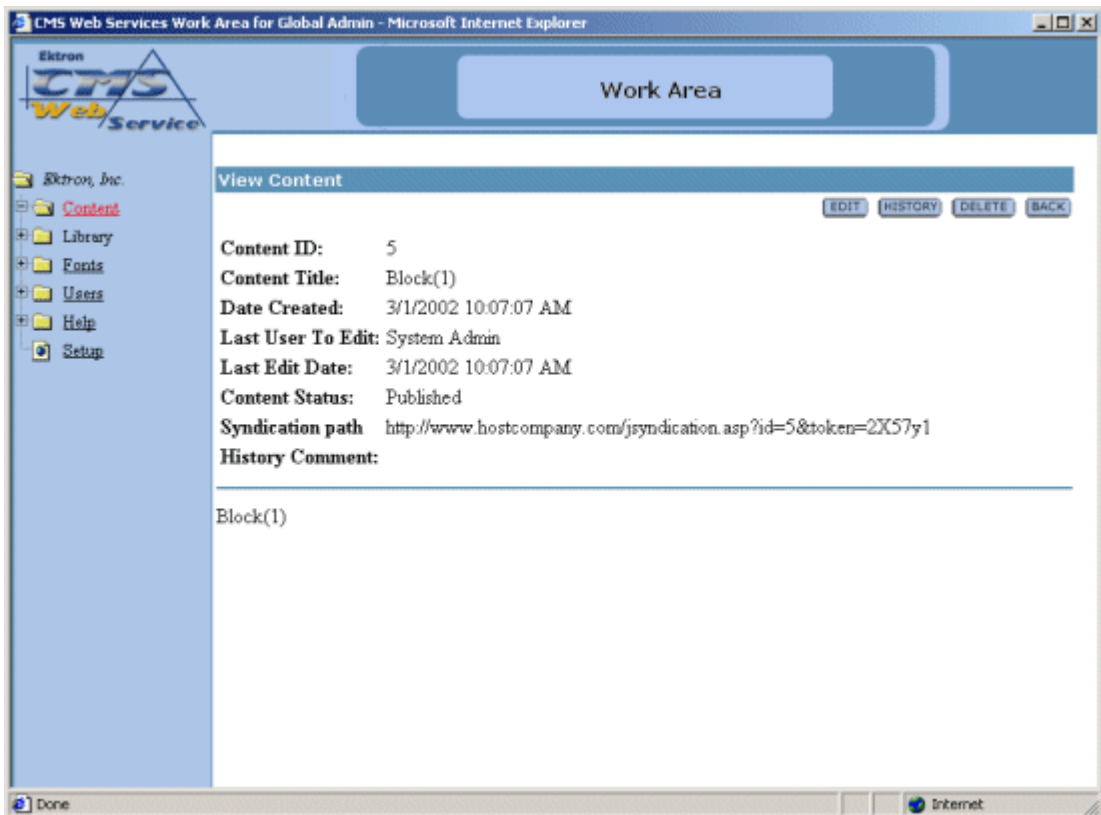 CMS Web Services Work Area for Global Admin - Microsoft Internet Explorer
Ektron
CMS
Web
Service
Work Area
Ektron, Inc.
Content
Library
Fonts
Users
Help
Setup
View Content
EDIT HISTORY DELETE BACK
Content ID: 5
Content Title: Block(1)
Date Created: 3/1/2002 10:07:07 AM
Last User To Edit: System Admin
Last Edit Date: 3/1/2002 10:07:07 AM
Content Status: Published
Syndication path http://www.hostcompany.com/jsyndication.asp?id=5&token=2X57y1
History Comment:
Block(1)
Done
Internet